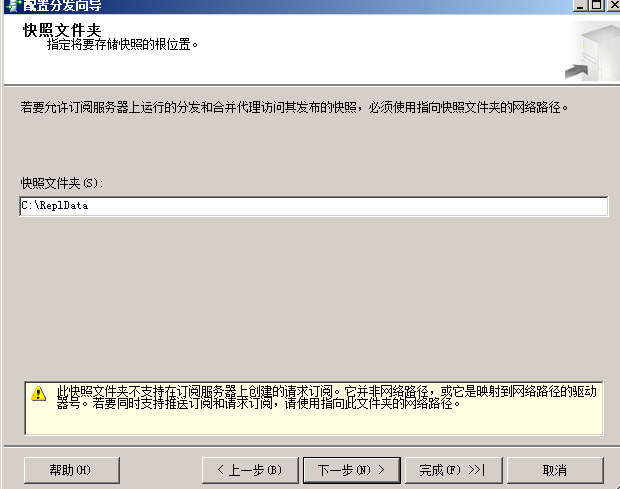 配置分发向导
快照文件夹
指定将要存储快照的根位置。
若要允许订阅服务器上运行的分发和合并代理访问其发布的快照，必须使用指向快照文件夹的网络路径。
快照文件夹(S):
C:\ReplData
此快照文件夹不支持在订阅服务器上创建的请求订阅。它并非网络路径，或它是映射到网络路径的驱动
器号。若要同时支持推送订阅和请求订阅，请使用指向此文件夹的网络路径。
帮助(H)
< 上一步(B)
下一步(N) >
完成(F) >>|
取消